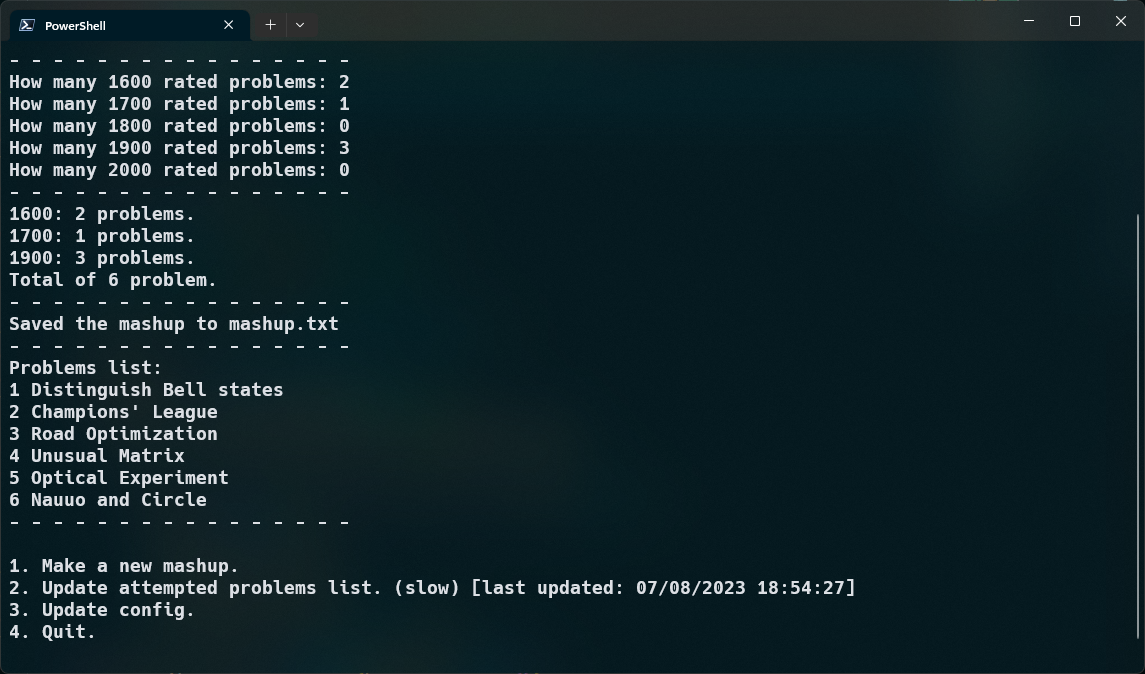 PowerShell
- - - - - - - - - - - - - - - -
How many 1600 rated problems: 2
How many 1700 rated problems: 1
How many 1800 rated problems: 0
How many 1900 rated problems: 3
How many 2000 rated problems: 0
- - - - - - - - - - - - - - - -
1600: 2 problems.
1700: 1 problems.
1900: 3 problems.
Total of 6 problem.
- - - - - - - - - - - - - - - -
Saved the mashup to mashup.txt
- - - - - - - - - - - - - - - -
Problems list:
1 Distinguish Bell states
2 Champions' League
3 Road Optimization
4 Unusual Matrix
5 Optical Experiment
6 Nauuo and Circle
- - - - - - - - - - - - - - - -
1. Make a new mashup.
2. Update attempted problems list. (slow) [last updated: 07/08/2023 18:54:27]
3. Update config.
4. Quit.